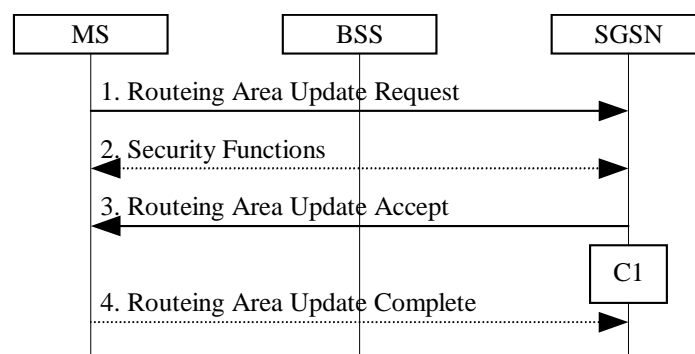 MS
BSS
SGSN
1. Routeing Area Update Request
2. Security Functions
3. Routeing Area Update Accept
C1
4. Routeing Area Update Complete